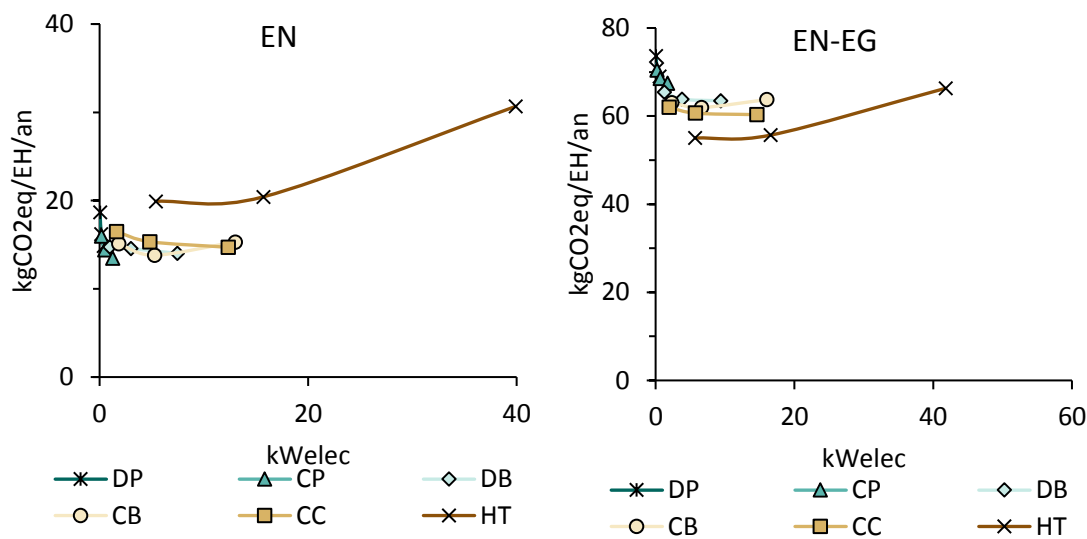 EN
kgCO2eq/EH/an
40
20
0
0 20 40
kWelec
DP CP DB
CB CC HT
EN-EG
kgCO2eq/EH/an
80
60
40
20
0
0 20 40 60
kWelec
DP CP DB
CB CC HT